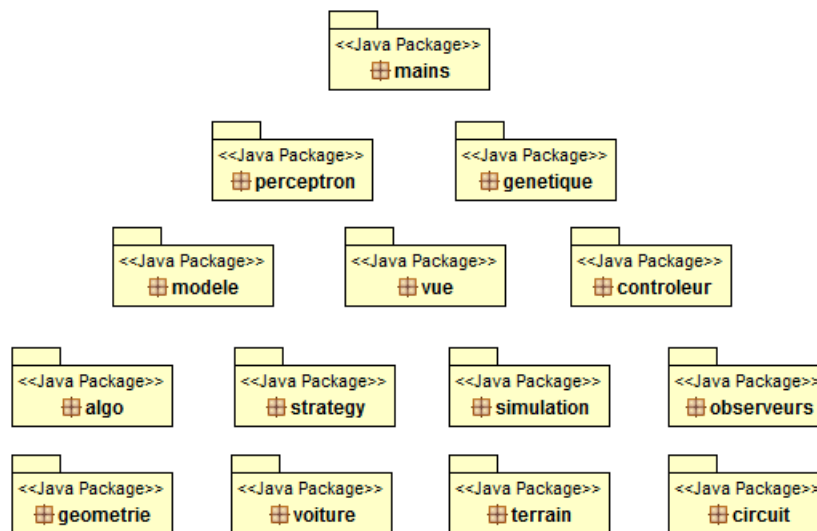 <<Java Package>>
mains
<<Java Package>>
perceptron
<<Java Package>>
genetique
<<Java Package>>
modele
<<Java Package>>
vue
<<Java Package>>
controleur
<<Java Package>>
algo
<<Java Package>>
strategy
<<Java Package>>
simulation
<<Java Package>>
observeurs
<<Java Package>>
geometrie
<<Java Package>>
voiture
<<Java Package>>
terrain
<<Java Package>>
circuit